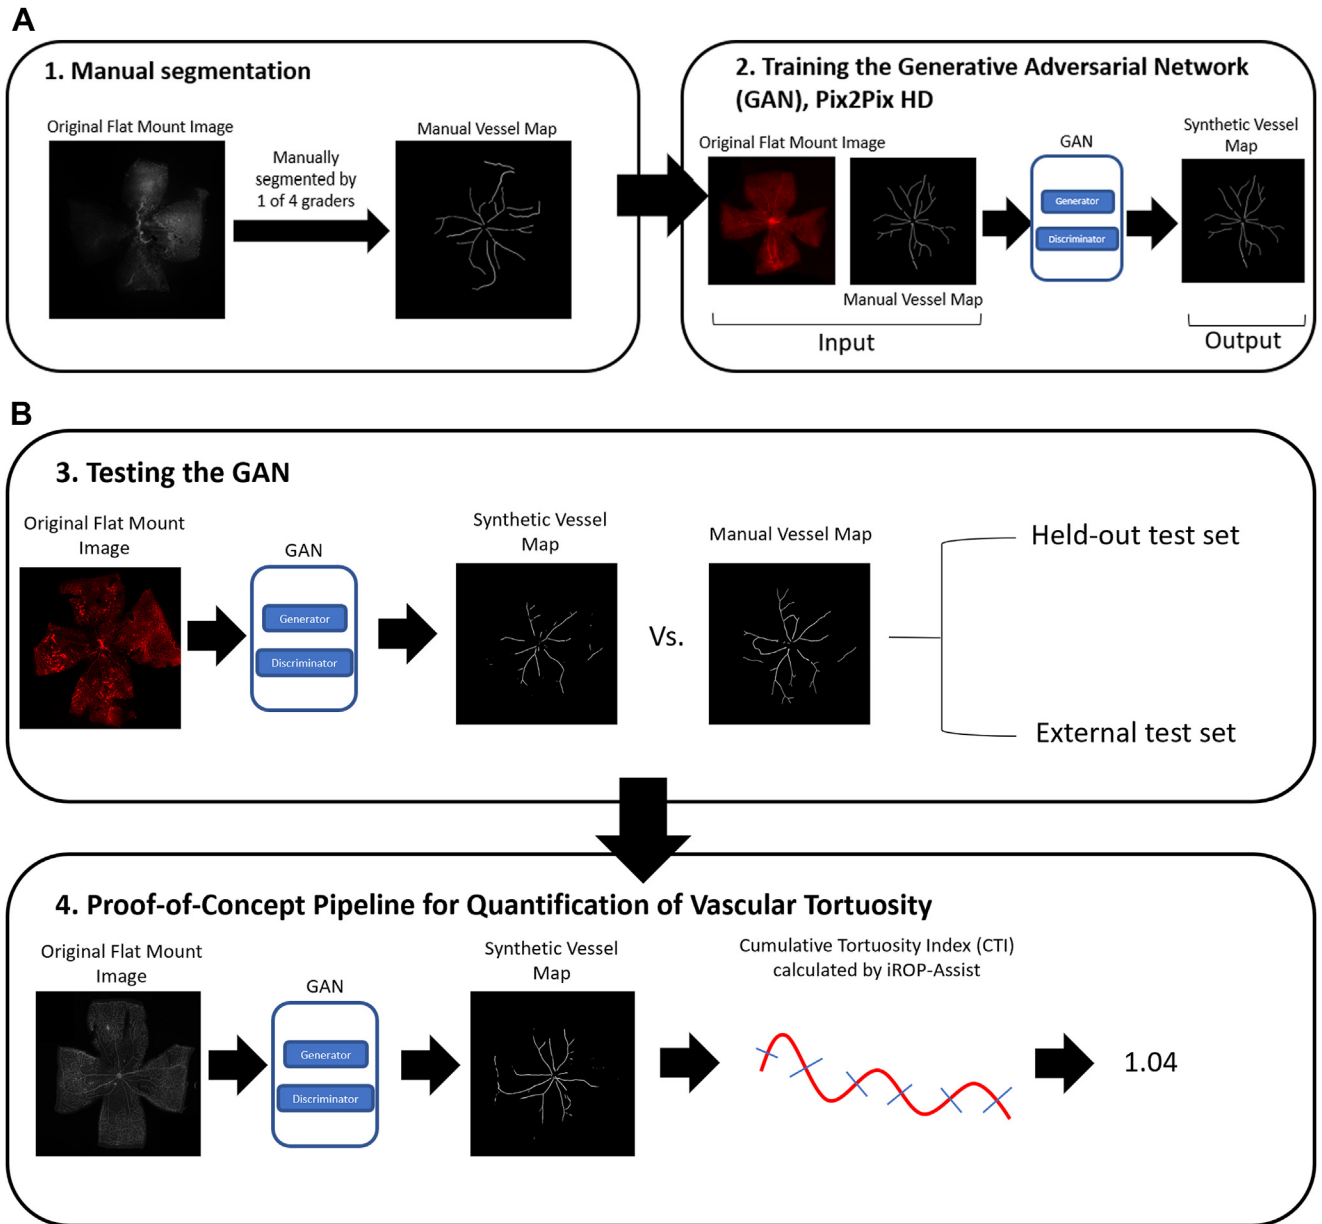 A
1. Manual segmentation
Original Flat Mount Image
Manually
segmented by
1 of 4 graders
Manual Vessel Map
2. Training the Generative Adversarial Network
(GAN), Pix2Pix HD
Original Flat Mount Image
Manual Vessel Map
GAN
Generator
Discriminator
Synthetic Vessel
Map
Input
Output
B
3. Testing the GAN
Original Flat Mount
Image
GAN
Generator
Discriminator
Synthetic Vessel
Map
Vs.
Manual Vessel Map
Held-out test set
External test set
4. Proof-of-Concept Pipeline for Quantification of Vascular Tortuosity
Original Flat Mount
Image
GAN
Generator
Discriminator
Synthetic Vessel
Map
Cumulative Tortuosity Index (CTI)
calculated by iROP-Assist
1.04